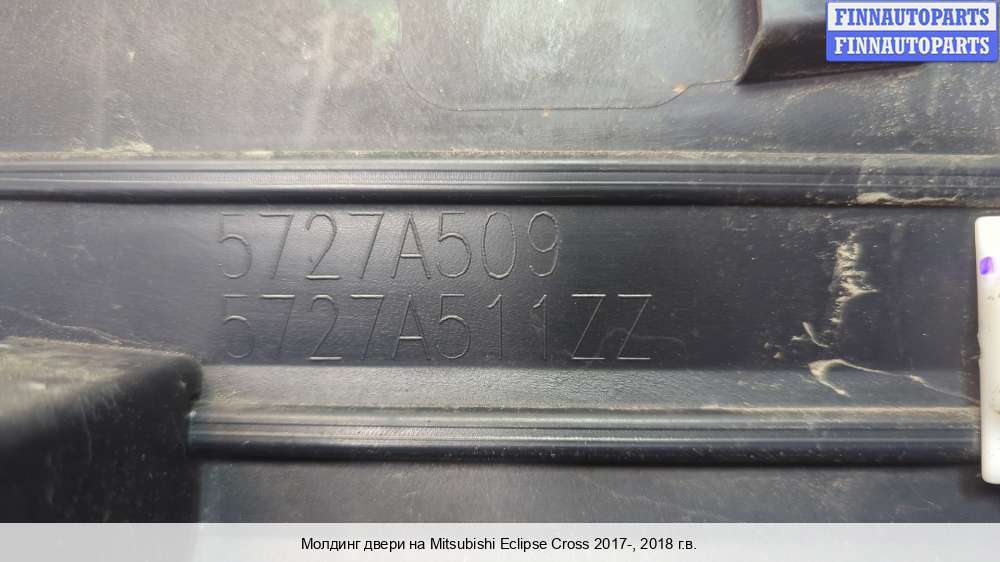 FINNAUTOPARTS
FINNAUTOPARTS
5727A509
5727A511ZZ
Молдинг двери на Mitsubishi Eclipse Cross 2017-, 2018 г.в.